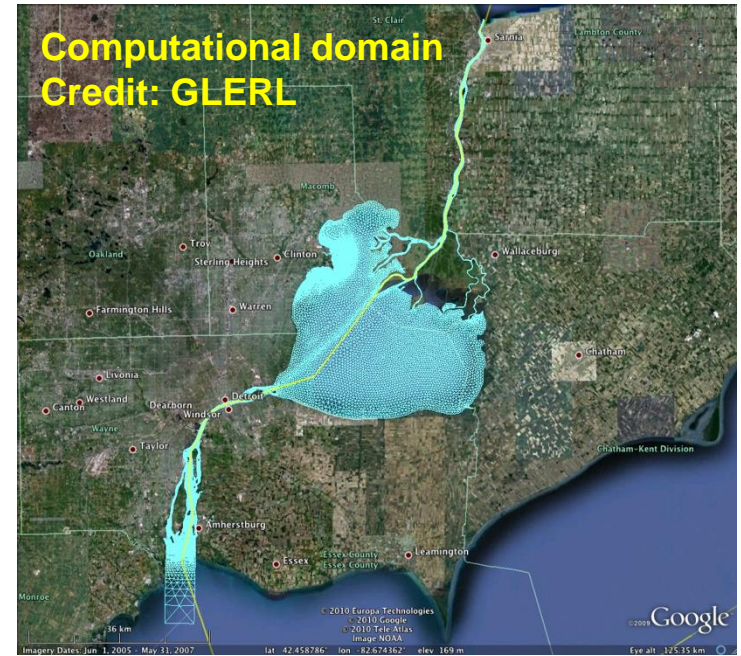 Computational domain
Credit: GLERL
St. Clair
Sarnia
Lambton County
Macomb
Troy
Clinton
Oakland
Sterling Heights
Wallaceburg
Farmington Hills
Warren
Chatham
Livonia
Westland
Canton
Dearborn
Detroit
Windsor
Wayne
Taylor
Chatham-Kent Division
Amherstburg
Essex
Essex County
Essex County
Leamington
Monroe
36 km
© 2010 Europa Technologies
© 2010 Google
© 2010 Tele Atlas
Image NOAA
©2009 Google
Imagery Dates: Jun 1, 2005 - May 31, 2007
lat 42.458786° lon -82.674362° elev 169 m
Eye alt 125.35 km